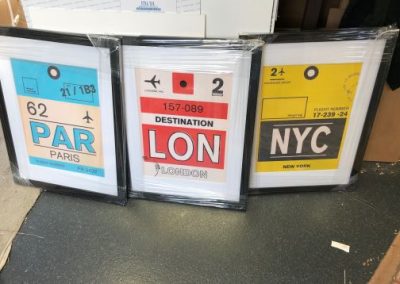 21/183
62
PAR
PARIS
2
157-089
DESTINATION
LON
LONDON
2
FLIGHT NUMBER
17-239-24
NYC
NEW YORK